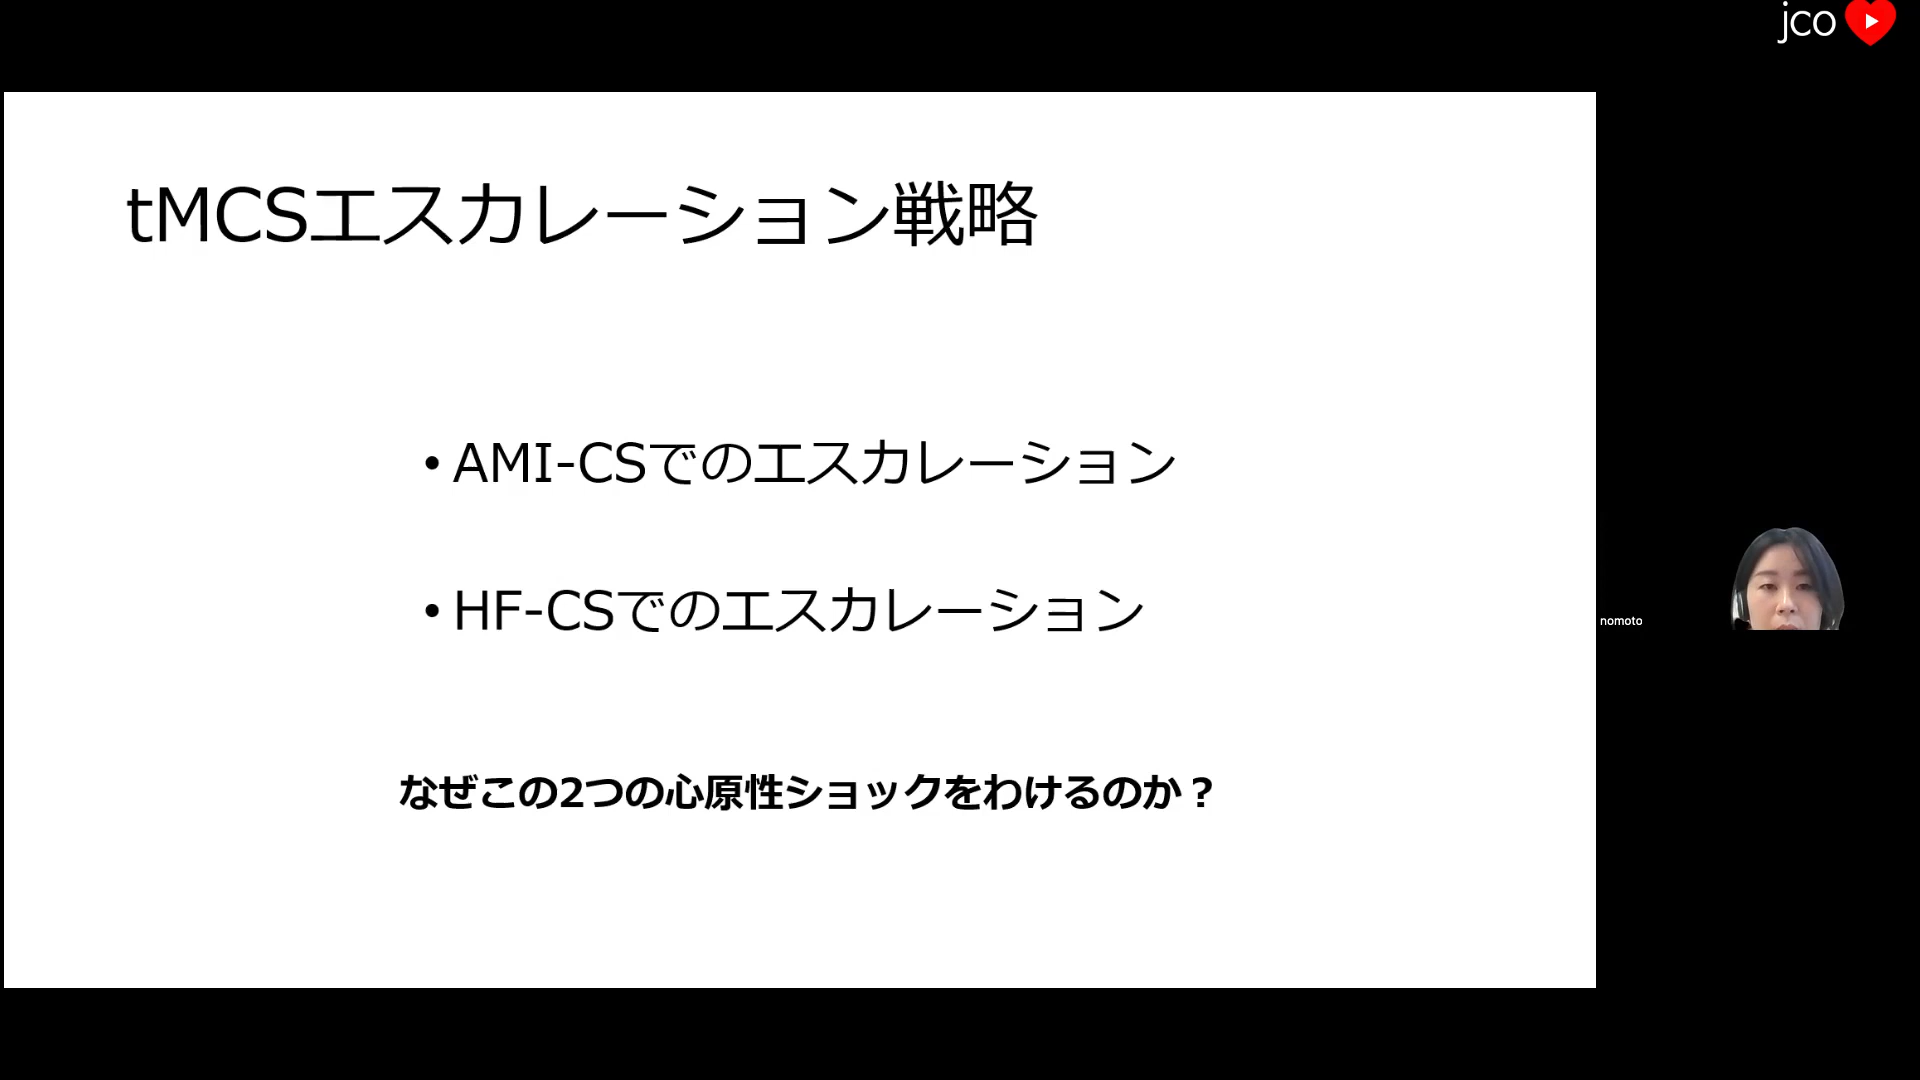 jco
tMCSエスカレーション戦略
• AMI-CSでのエスカレーション
• HF-CSでのエスカレーション
nomoto
なぜこの2つの心原性ショックをわけるのか？